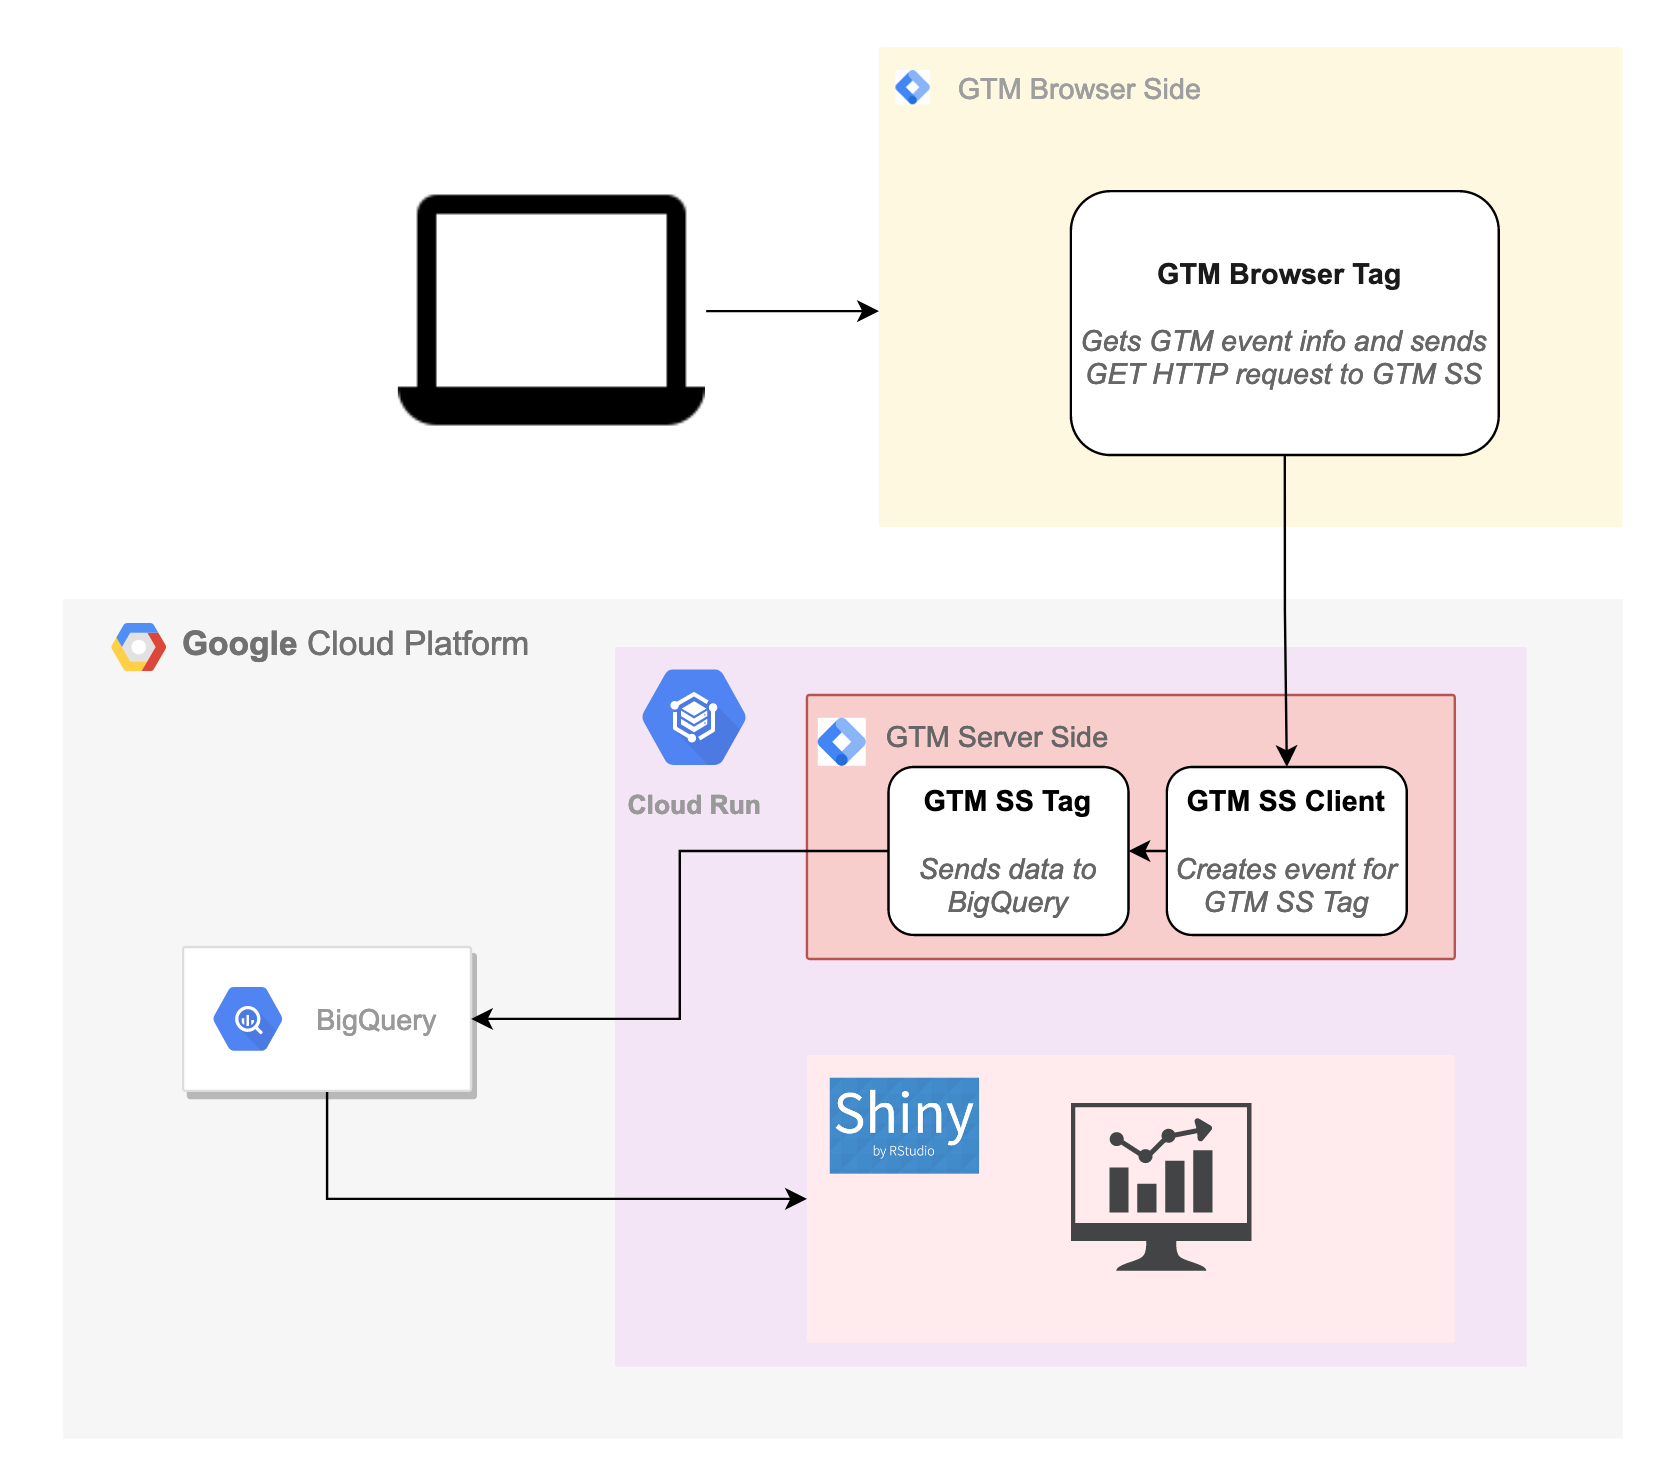 GTM Browser Side
GTM Browser Tag
Gets GTM event info and sends
GET HTTP request to GTM SS
Google Cloud Platform
Cloud Run
GTM Server Side
GTM SS Tag
Sends data to
BigQuery
GTM SS Client
Creates event for
GTM SS Tag
BigQuery
Shiny
by RStudio